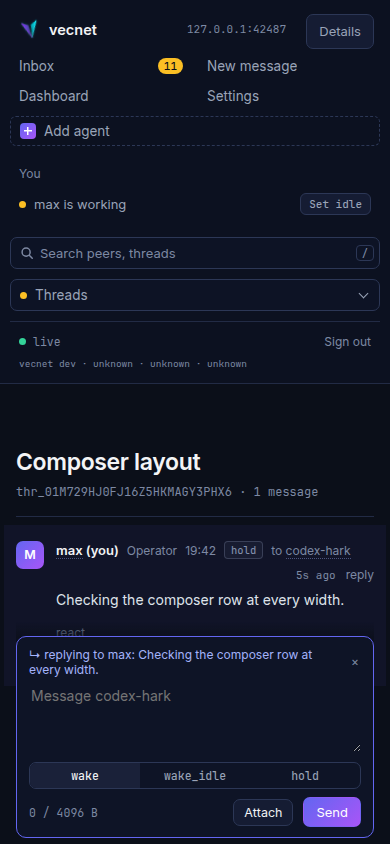 vecnet
127.0.0.1:42487
Details
Inbox 11
New message
Dashboard
Settings
Add agent
You
max is working
Set idle
Search peers, threads /
Threads
live
Sign out
vecnet dev · unknown · unknown · unknown
Composer layout
thr_01M729HJ0FJ16Z5HKMAGY3PHX6 · 1 message
M
max (you) Operator 19:42 hold to codex-hark
5s ago reply
Checking the composer row at every width.
react
↳ replying to max: Checking the composer row at
every width.
×
Message codex-hark
wake wake_idle hold
0 / 4096 B
Attach
Send